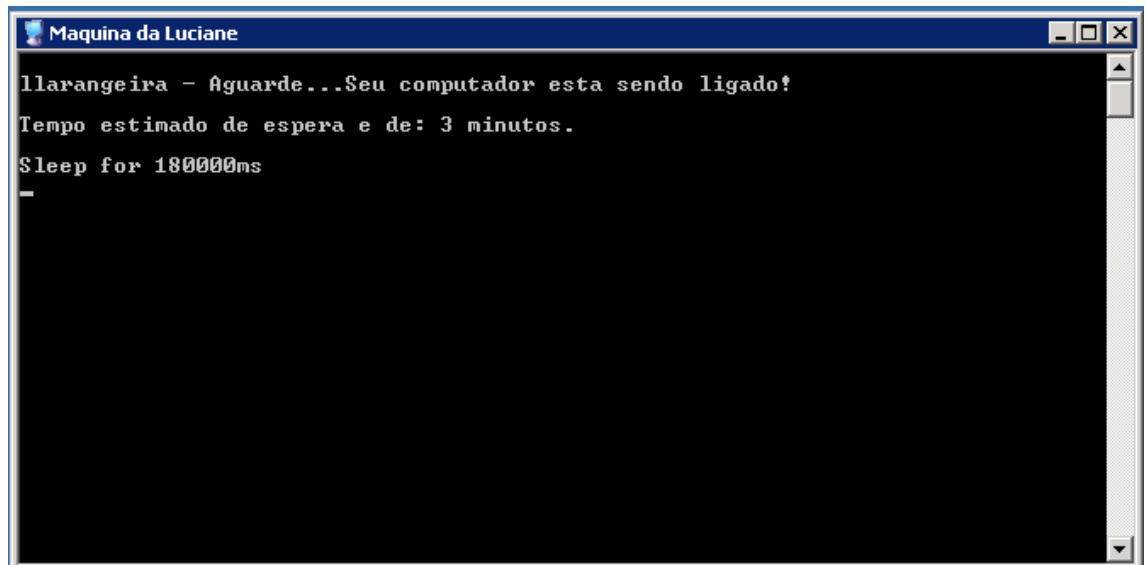 Maquina da Luciane
llarangeira - Aguarde...Seu computador esta sendo ligado!
Tempo estimado de espera e de: 3 minutos.
Sleep for 180000ms